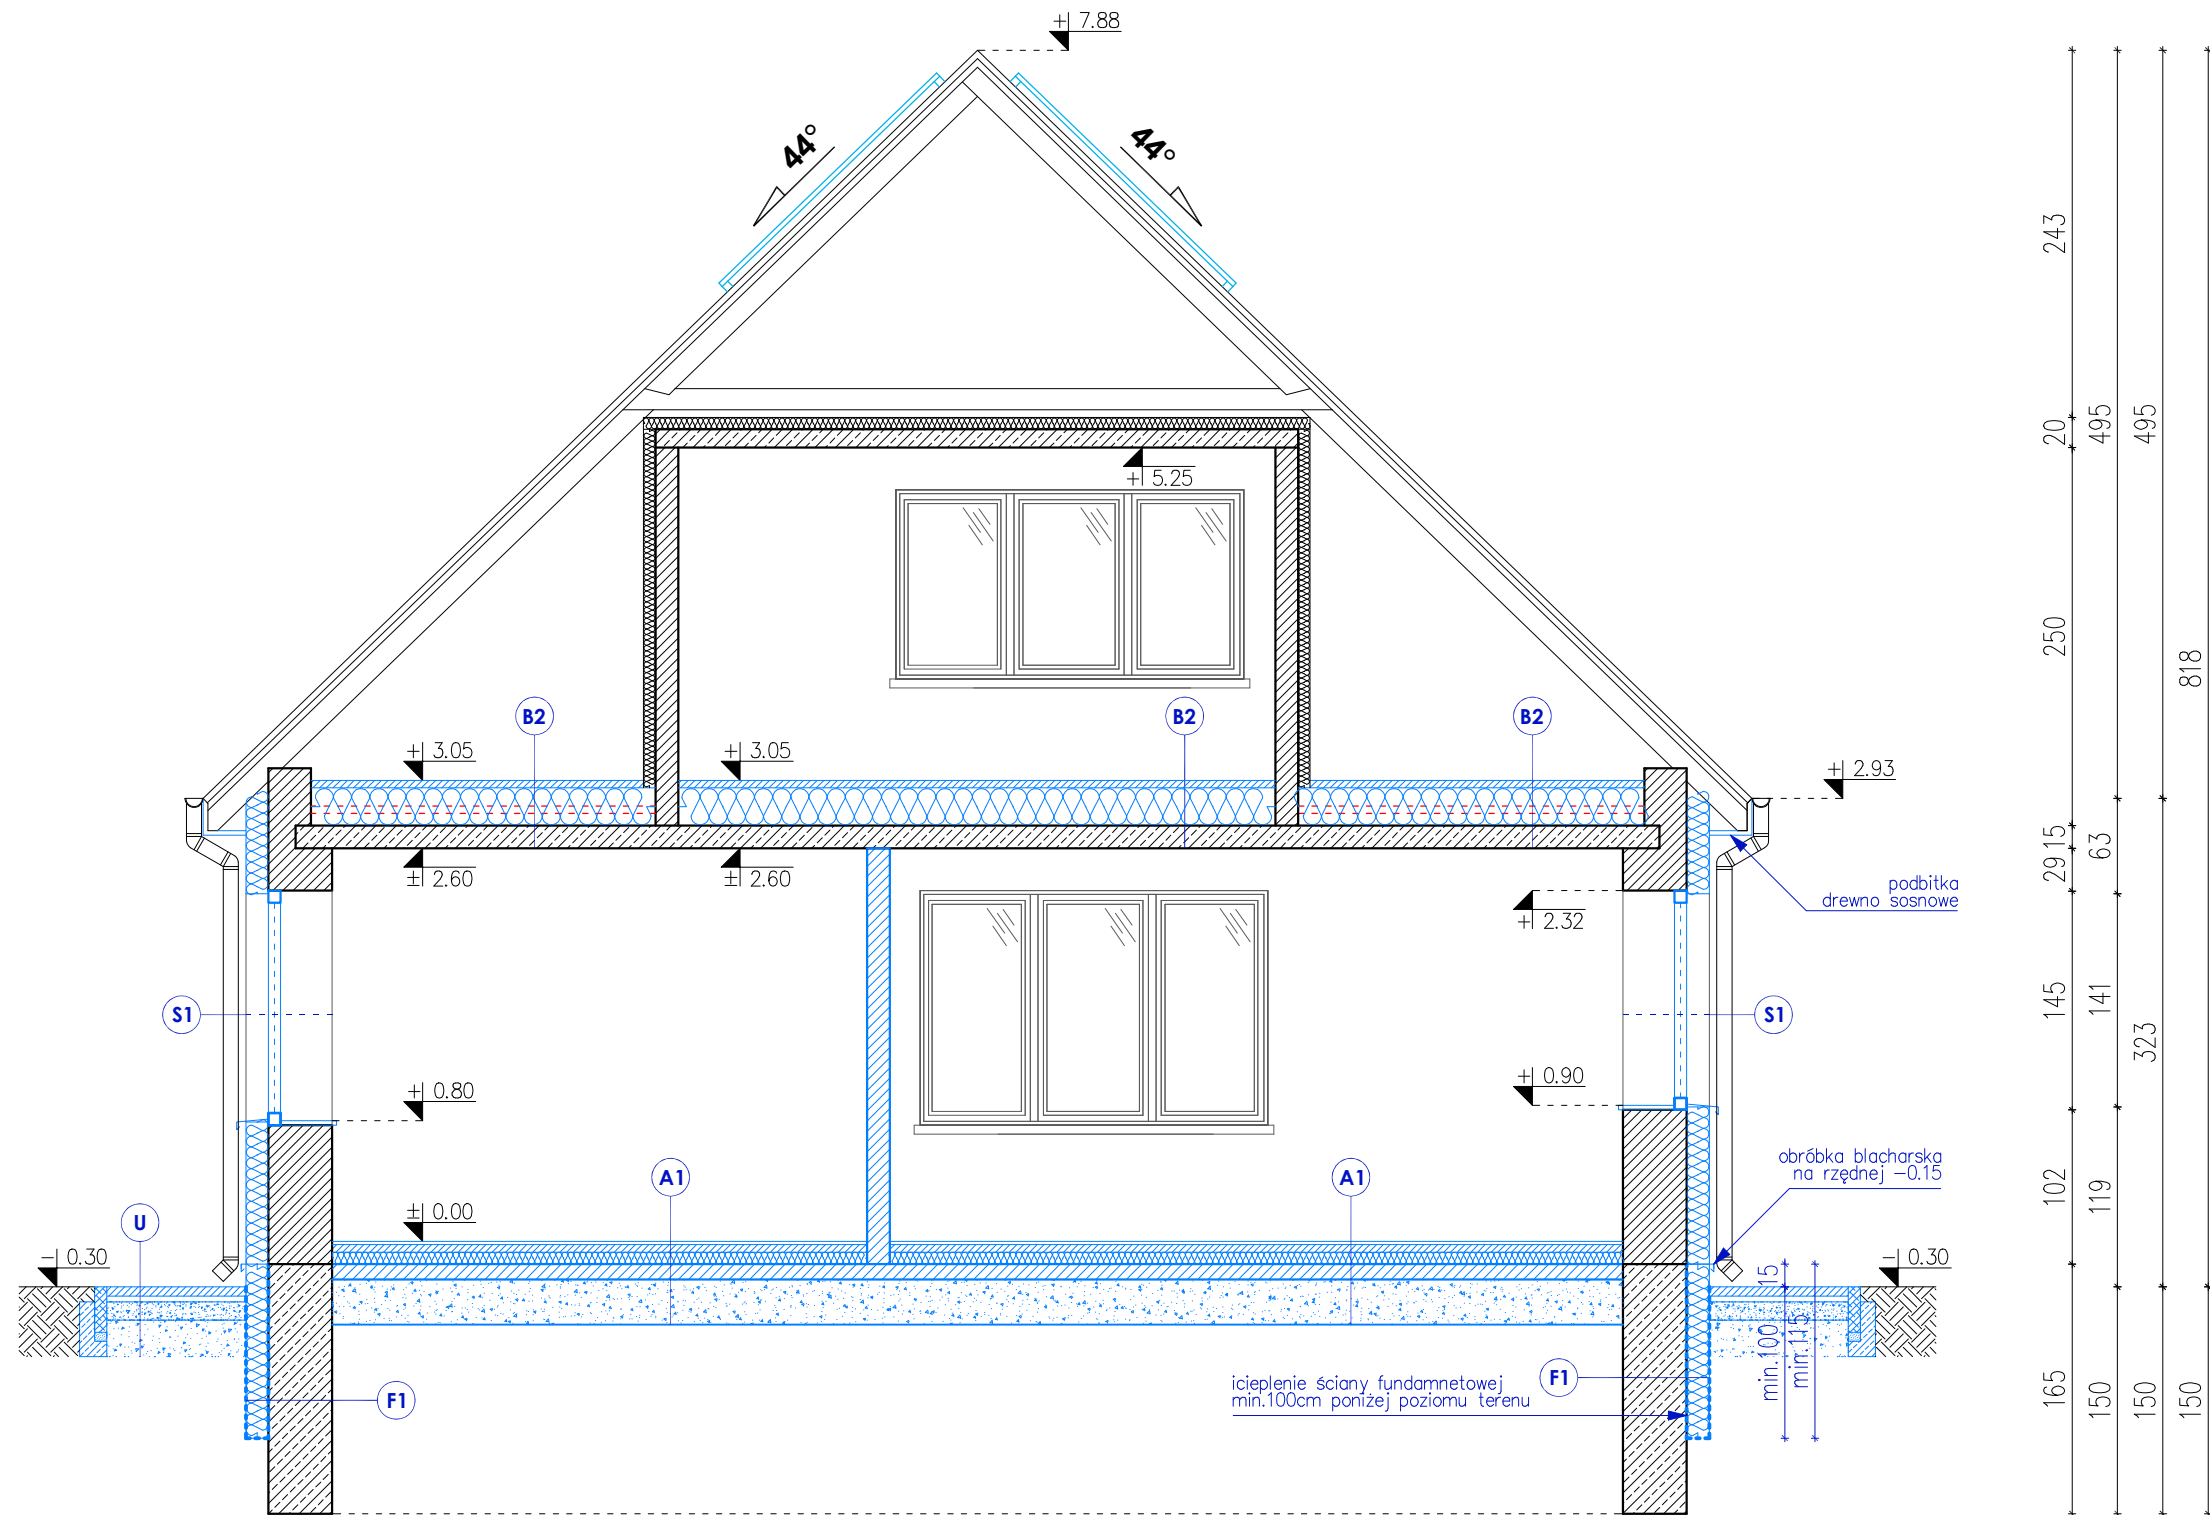 + 7.88
44°
44°
+ 5.25
B2
B2
B2
+ 3.05
+ 3.05
+ 2.93
± 2.60
± 2.60
+ 2.32
podbitka
drewno sosnowe
S1
S1
+ 0.80
+ 0.90
A1
A1
obróbka blacharska
na rzędnej -0.15
U
± 0.00
- 0.30
- 0.30
15
min.100
min.115
F1
F1
icieplenie ściany fundamnetowej
min.100cm poniżej poziomu terenu
243
20
250
15
29
145
102
165
495
63
141
119
150
495
323
150
818
150